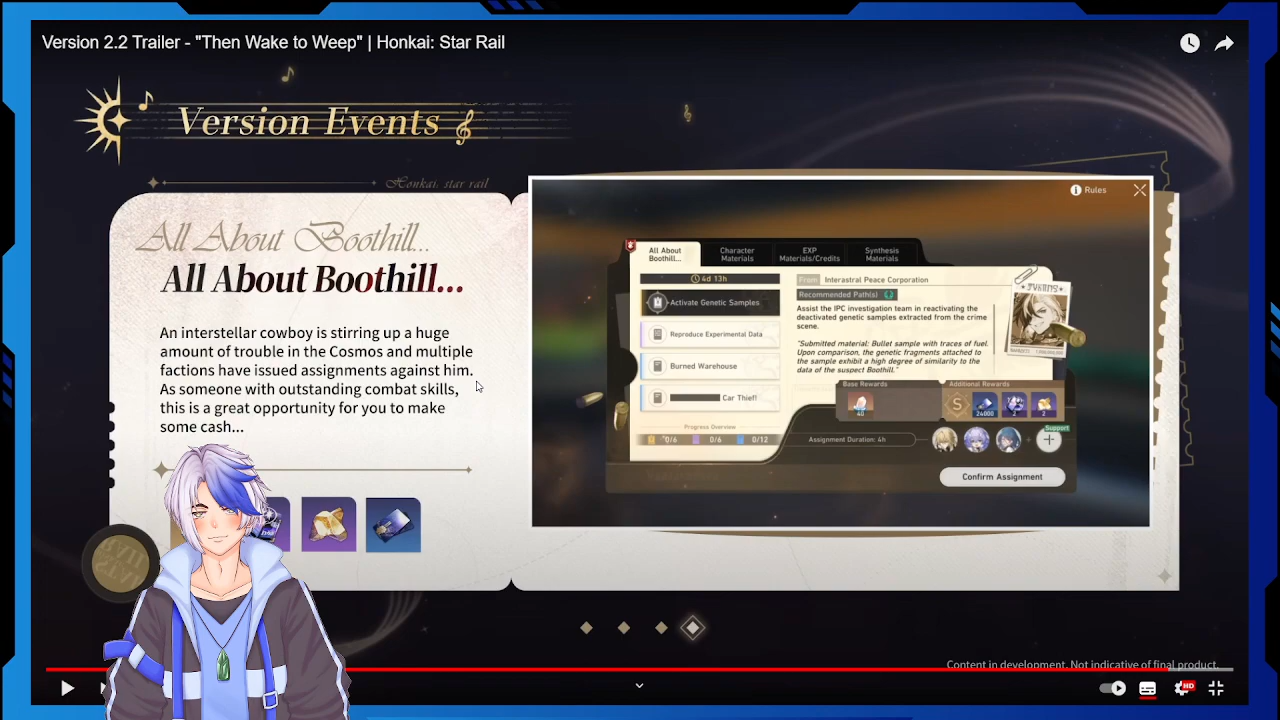 Version 2.2 Trailer - "Then Wake to Weep" | Honkai: Star Rail
Version Events
Honkai: star rail
All About Boothill...
All About Boothill...
An interstellar cowboy is stirring up a huge
amount of trouble in the Cosmos and multiple
factions have issued assignments against him.
As someone with outstanding combat skills,
this is a great opportunity for you to make
some cash...
Rules
All About
Boothill...
Character
Materials
EXP
Materials/Credits
Synthesis
Materials
4d 13h
Activate Genetic Samples
Reproduce Experimental Data
Burned Warehouse
Car Thief!
Progress Overview
0/6
0/6
0/12
From Interastral Peace Corporation
Recommended Path(s)
Assist the IPC investigation team in reactivating the
deactivated genetic samples extracted from the crime
scene.
"Submitted material: Bullet sample with traces of fuel.
Upon comparison, the genetic fragments attached to
the sample exhibit a high degree of similarity to the
data of the suspect Boothill."
Base Rewards
40
Additional Rewards
S
24000
2
2
Assignment Duration: 4h
Support
Confirm Assignment
Content in development. Not indicative of final product.
HD